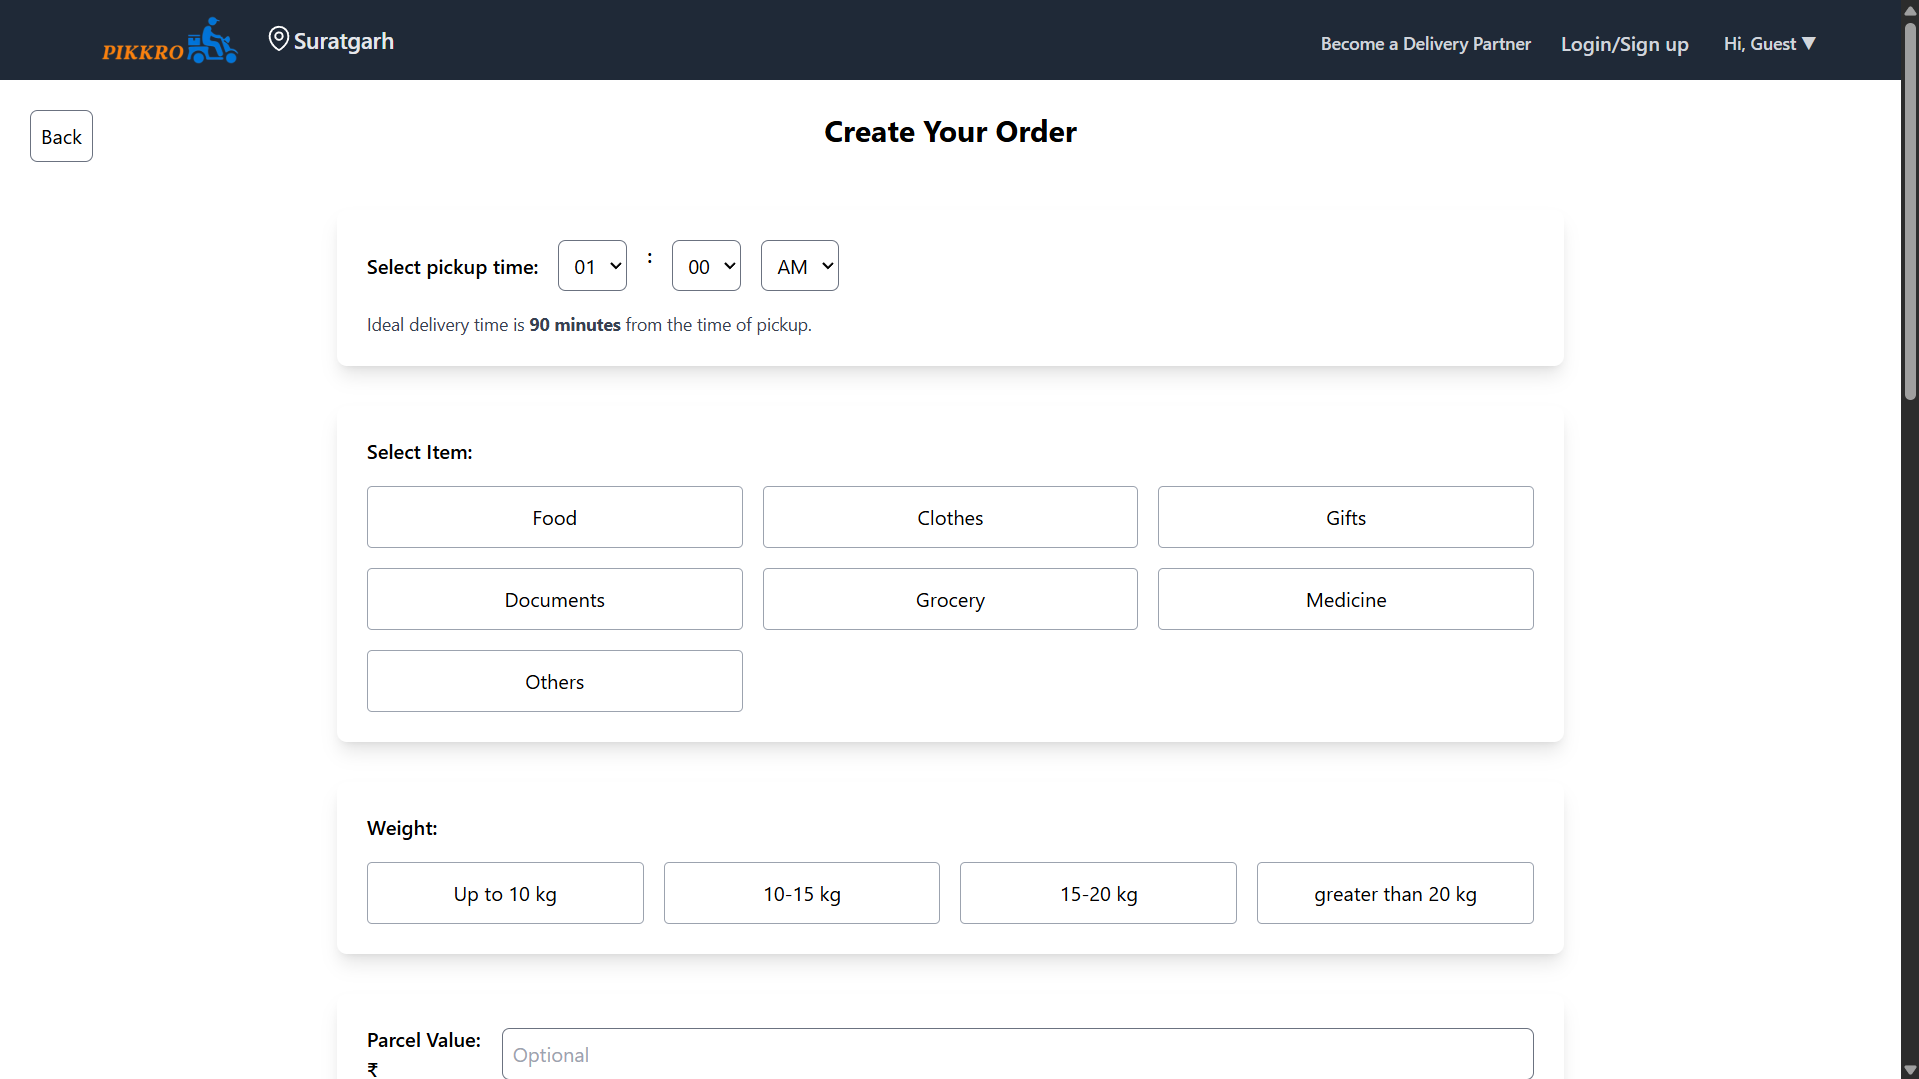 PIKKRO Suratgarh Become a Delivery Partner Login/Sign up Hi, Guest ▼
Back
Create Your Order
Select pickup time: 01 : 00 AM
Ideal delivery time is 90 minutes from the time of pickup.
Select Item:
Food Clothes Gifts
Documents Grocery Medicine
Others
Weight:
Up to 10 kg 10-15 kg 15-20 kg greater than 20 kg
Parcel Value: Optional
₹